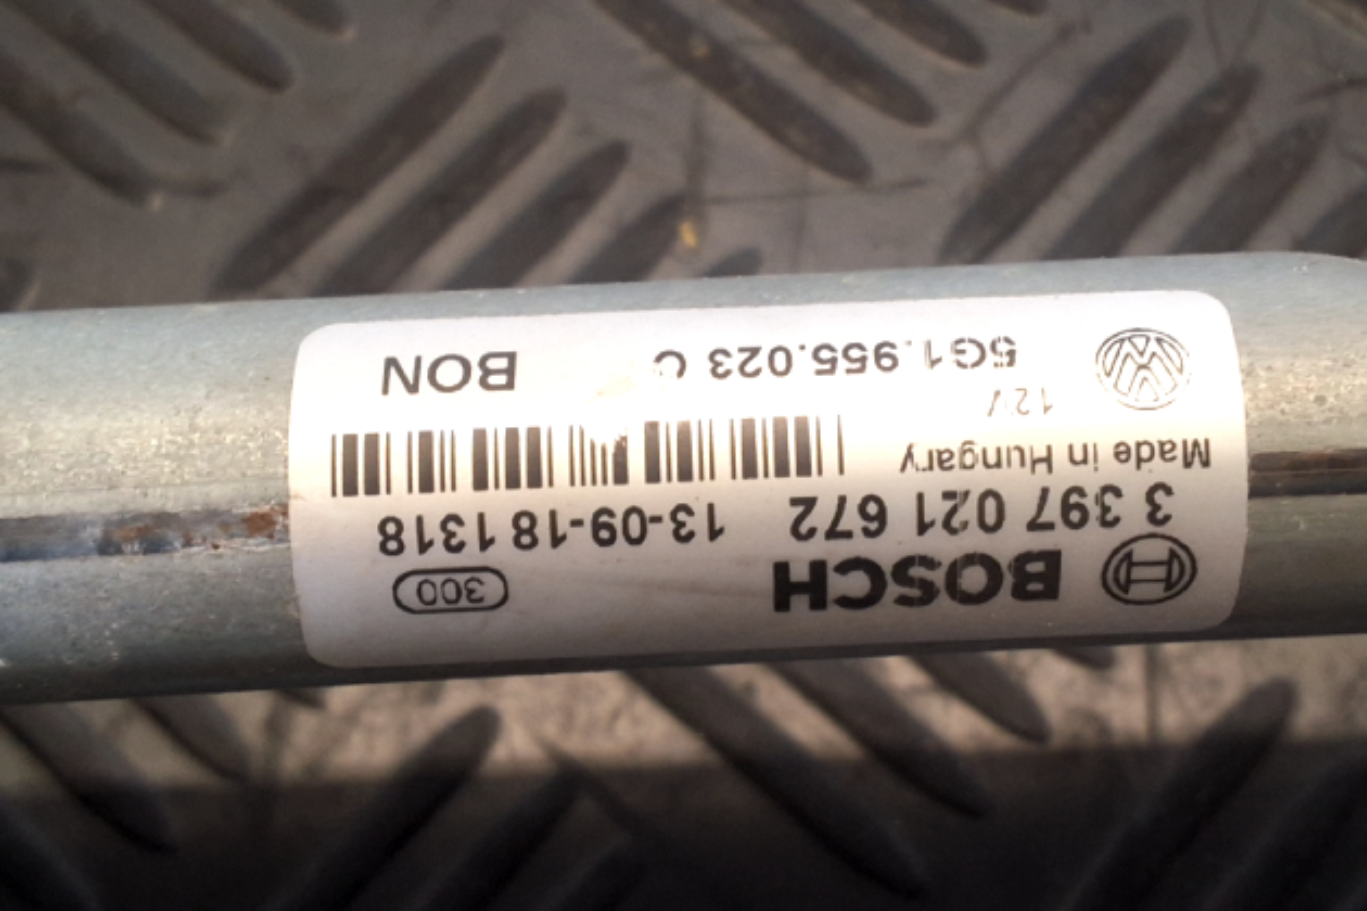 BOSCH 300
3 397 021 672 13-09-18 1318
Made in Hungary
12V
5G1.955.023 C BON